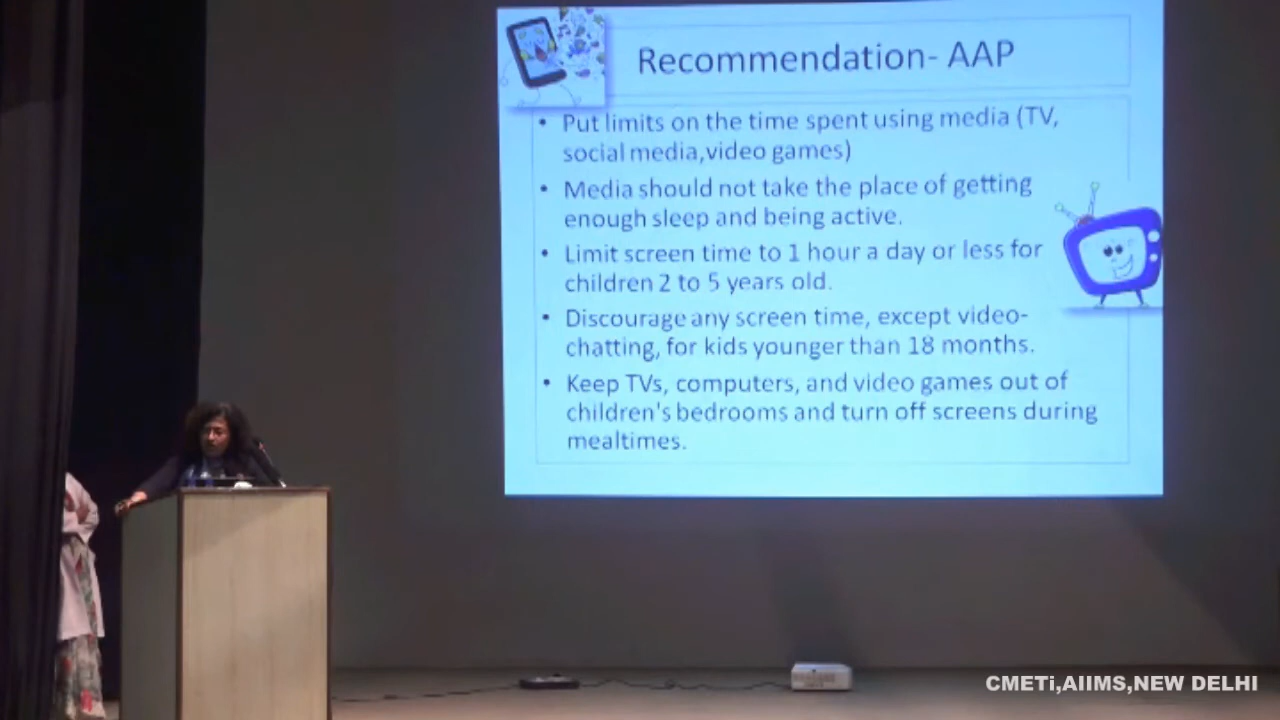 Recommendation- AAP
• Put limits on the time spent using media (TV,
social media,video games)
• Media should not take the place of getting
enough sleep and being active.
• Limit screen time to 1 hour a day or less for
children 2 to 5 years old.
• Discourage any screen time, except video-
chatting, for kids younger than 18 months.
• Keep TVs, computers, and video games out of
children's bedrooms and turn off screens during
mealtimes.
CMETi,AIIMS,NEW DELHI